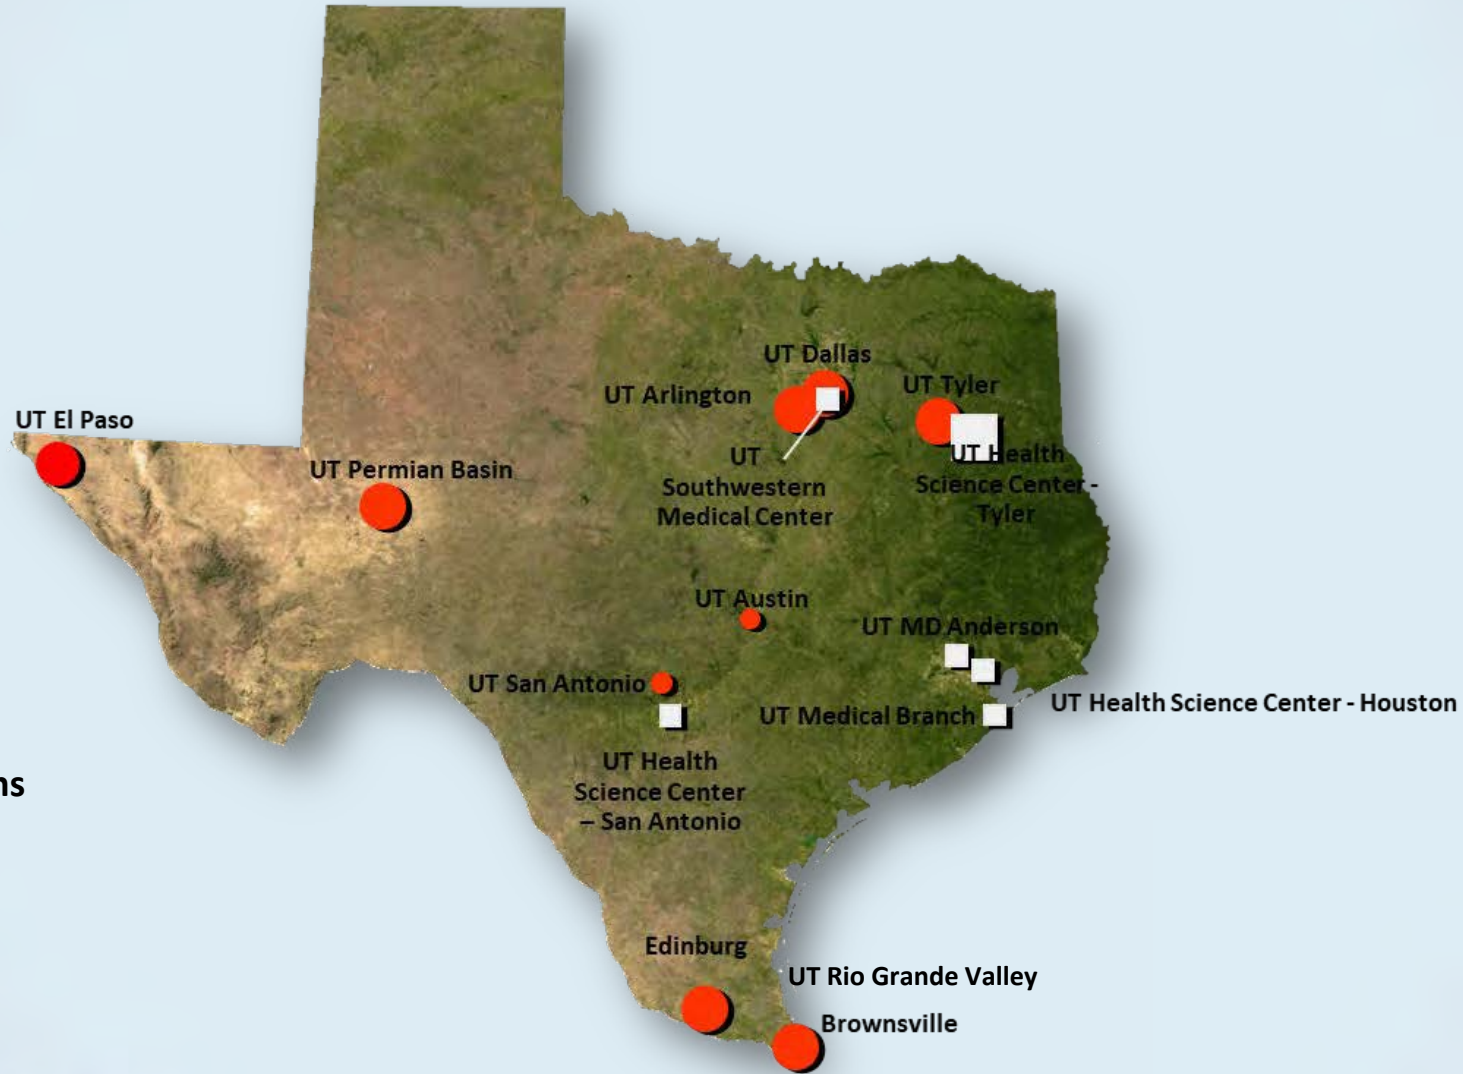 UT Dallas
UT Tyler
UT Arlington
UT El Paso
UT Permian Basin
UT
Southwestern
Medical Center
UT Health
Science Center -
Tyler
UT Austin
UT MD Anderson
UT San Antonio
UT Health Science Center - Houston
UT Medical Branch
UT Health
Science Center
– San Antonio
Edinburg
UT Rio Grande Valley
Brownsville